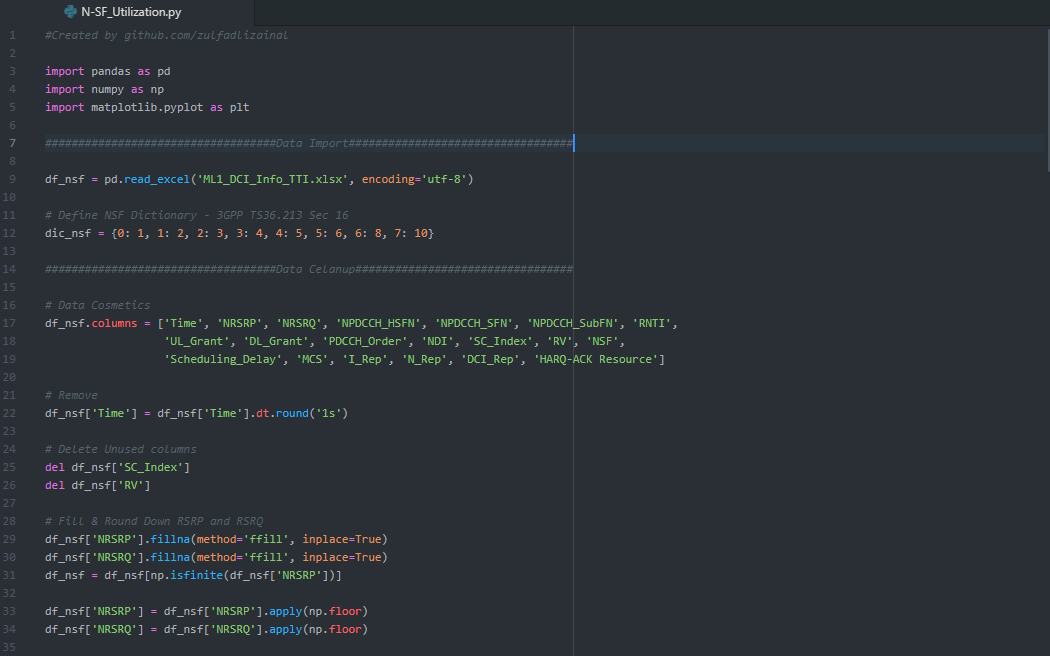 N-SF_Utilization.py
1 #Created by github.com/zulfadlizainal
2
3 import pandas as pd
4 import numpy as np
5 import matplotlib.pyplot as plt
6
7 ###################################Data Import##################################
8
9 df_nsf = pd.read_excel('ML1_DCI_Info_TTI.xlsx', encoding='utf-8')
10
11 # Define NSF Dictionary - 3GPP TS36.213 Sec 16
12 dic_nsf = {0: 1, 1: 2, 2: 3, 3: 4, 4: 5, 5: 6, 6: 8, 7: 10}
13
14 ###################################Data Celanup#################################
15
16 # Data Cosmetics
17 df_nsf.columns = ['Time', 'NRSRP', 'NRSRQ', 'NPDCCH_HSFN', 'NPDCCH_SFN', 'NPDCCH_SubFN', 'RNTI',
18 'UL_Grant', 'DL_Grant', 'PDCCH_Order', 'NDI', 'SC_Index', 'RV', 'NSF',
19 'Scheduling_Delay', 'MCS', 'I_Rep', 'N_Rep', 'DCI_Rep', 'HARQ-ACK Resource']
20
21 # Remove
22 df_nsf['Time'] = df_nsf['Time'].dt.round('1s')
23
24 # Delete Unused columns
25 del df_nsf['SC_Index']
26 del df_nsf['RV']
27
28 # Fill & Round Down RSRP and RSRQ
29 df_nsf['NRSRP'].fillna(method='ffill', inplace=True)
30 df_nsf['NRSRQ'].fillna(method='ffill', inplace=True)
31 df_nsf = df_nsf[np.isfinite(df_nsf['NRSRP'])]
32
33 df_nsf['NRSRP'] = df_nsf['NRSRP'].apply(np.floor)
34 df_nsf['NRSRQ'] = df_nsf['NRSRQ'].apply(np.floor)
35